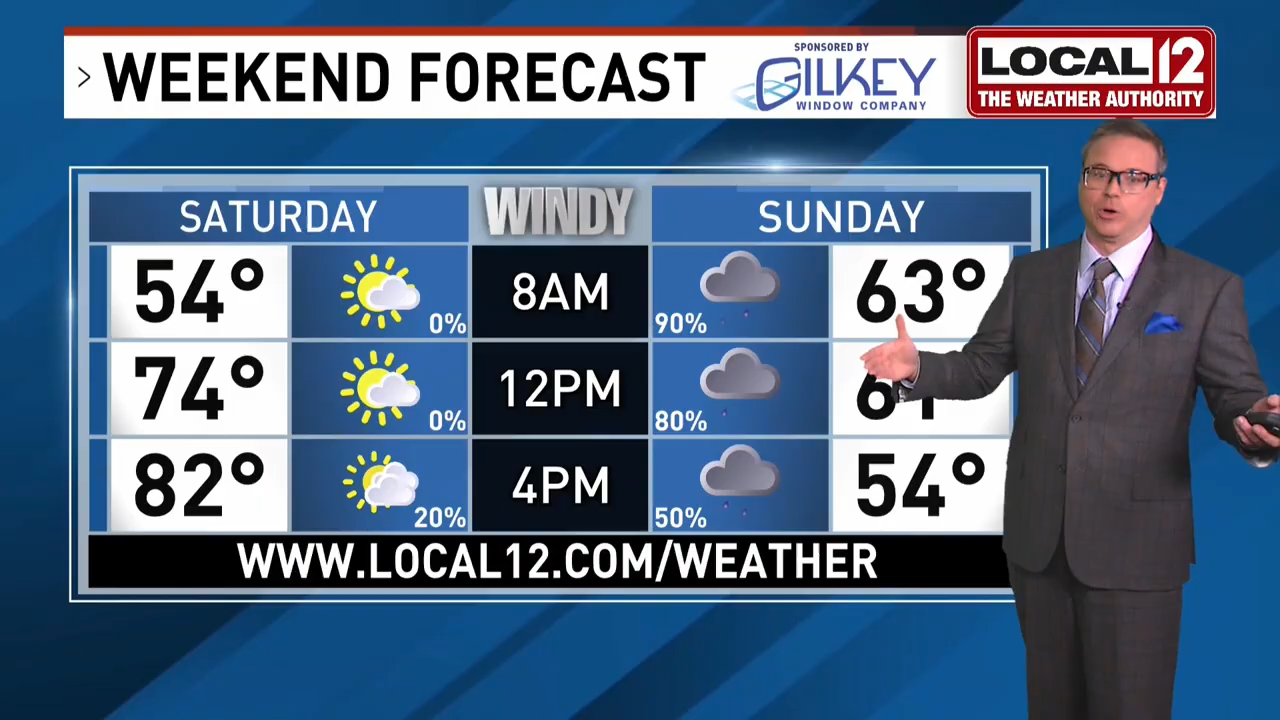 > WEEKEND FORECAST
SPONSORED BY
GILKEY
WINDOW COMPANY
LOCAL 12
THE WEATHER AUTHORITY
SATURDAY WINDY SUNDAY
54° 0% 8AM 90% 63°
74° 0% 12PM 80%
82° 20% 4PM 50% 54°
WWW.LOCAL12.COM/WEATHER